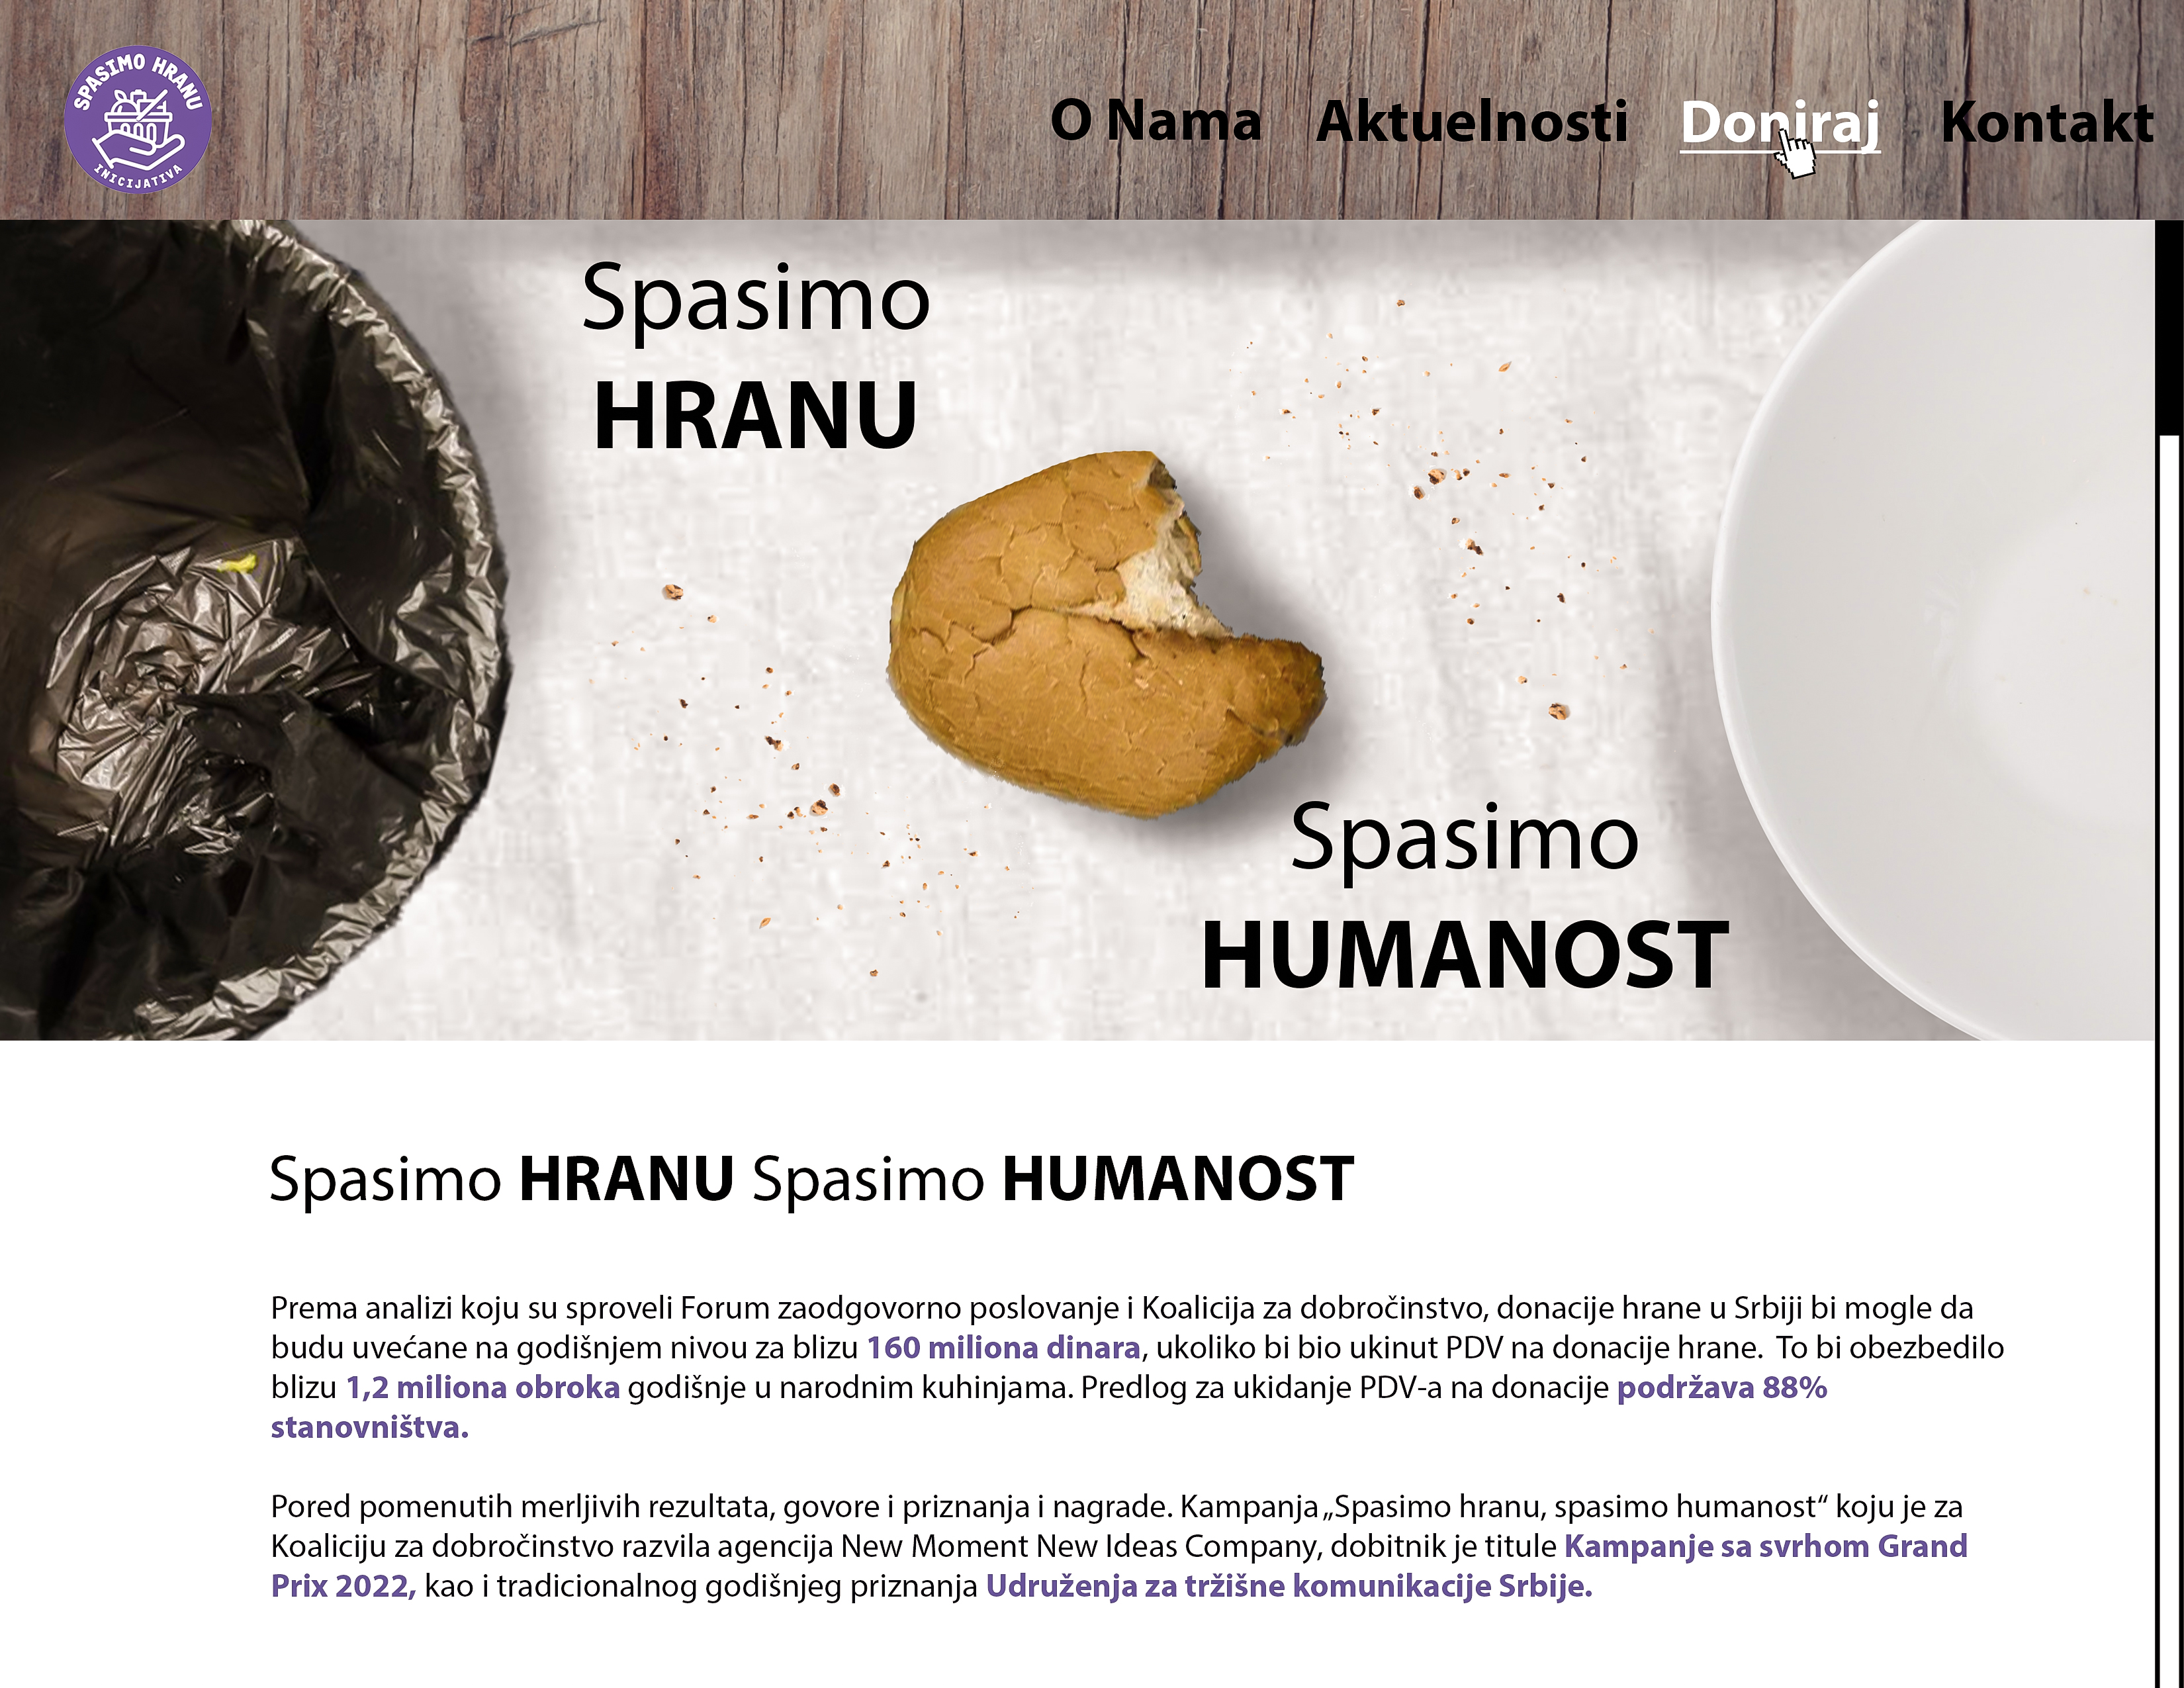 SPASIMO HRANU
INICIJATIVA
O Nama Aktuelnosti Doniraj Kontakt
Spasimo
HRANU
Spasimo
HUMANOST
Spasimo HRANU Spasimo HUMANOST
Prema analizi koju su sproveli Forum zaodgovorno poslovanje i Koalicija za dobročinstvo, donacije hrane u Srbiji bi mogle da
budu uvećane na godišnjem nivou za blizu 160 miliona dinara, ukoliko bi bio ukinut PDV na donacije hrane. To bi obezbedilo
blizu 1,2 miliona obroka godišnje u narodnim kuhinjama. Predlog za ukidanje PDV-a na donacije podržava 88%
stanovništva.
Pored pomenutih merljivih rezultata, govore i priznanja i nagrade. Kampanja „Spasimo hranu, spasimo humanost“ koju je za
Koaliciju za dobročinstvo razvila agencija New Moment New Ideas Company, dobitnik je titule Kampanje sa svrhom Grand
Prix 2022, kao i tradicionalnog godišnjeg priznanja Udruženja za tržišne komunikacije Srbije.